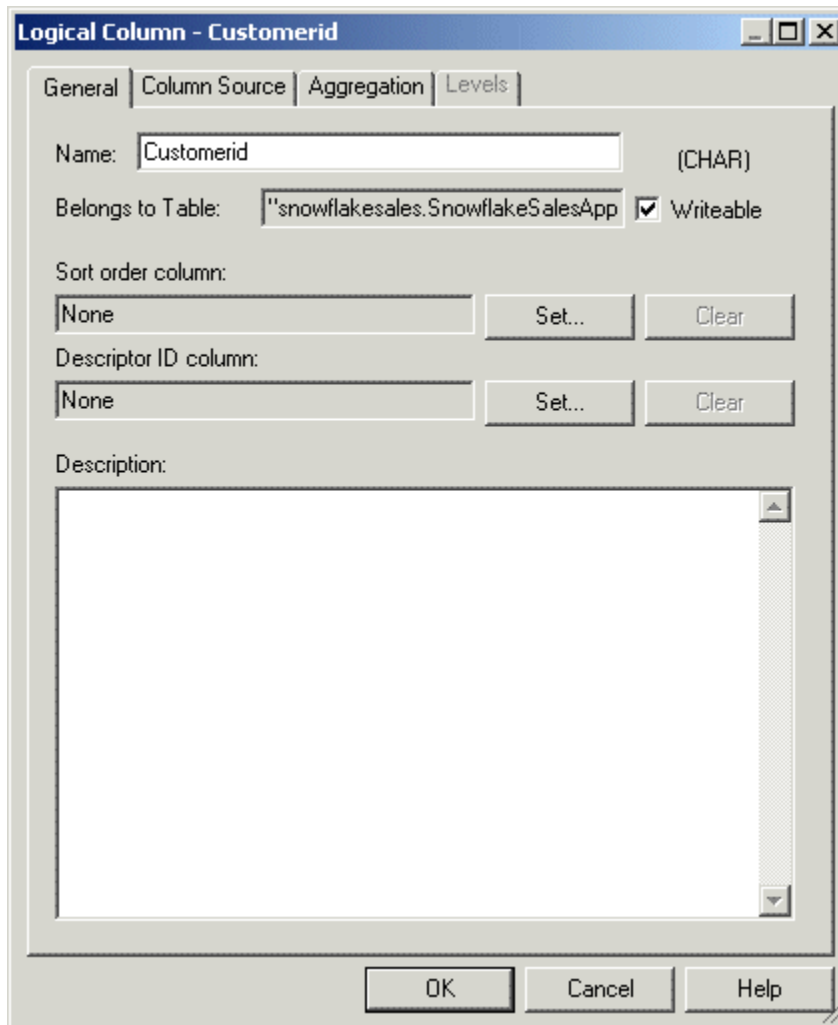 Logical Column - Customerid
General Column Source Aggregation Levels
Name: Customerid (CHAR)
Belongs to Table: "snowflakesales.SnowflakeSalesApp Writeable
Sort order column:
None Set... Clear
Descriptor ID column:
None Set... Clear
Description:
OK Cancel Help